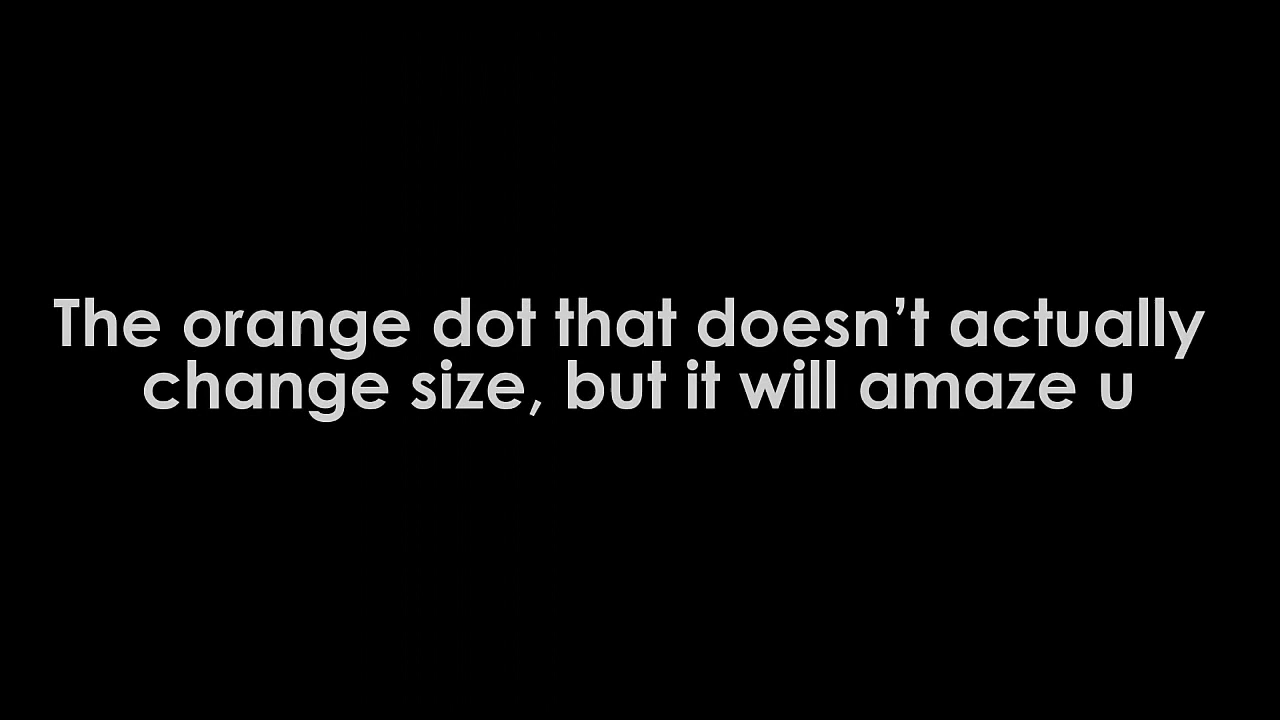 The orange dot that doesn’t actually
change size, but it will amaze u